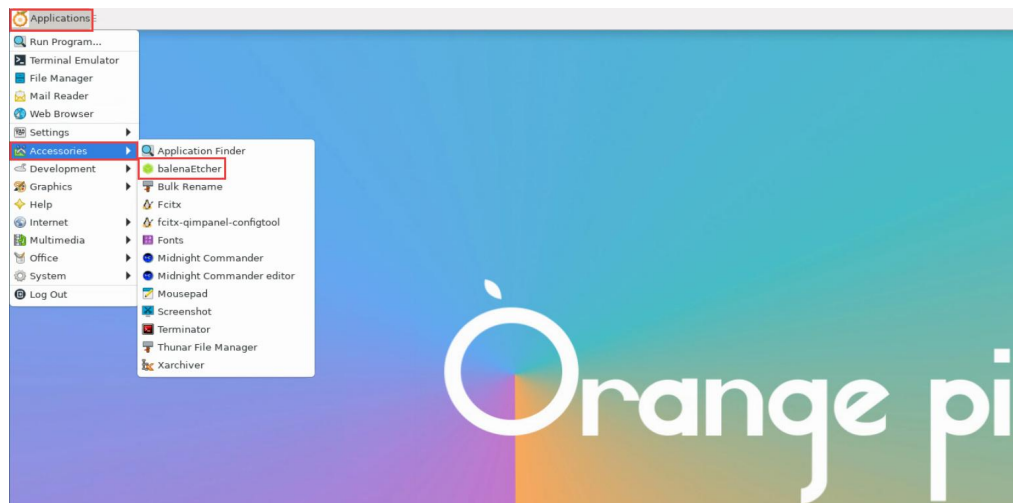 Applications
Run Program...
Terminal Emulator
File Manager
Mail Reader
Web Browser
Settings
Accessories
Development
Graphics
Help
Internet
Multimedia
Office
System
Log Out
Application Finder
balenaEtcher
Bulk Rename
Fcitx
fcitx-qimpanel-configtool
Fonts
Midnight Commander
Midnight Commander editor
Mousepad
Screenshot
Terminator
Thunar File Manager
Xarchiver
Orange pi